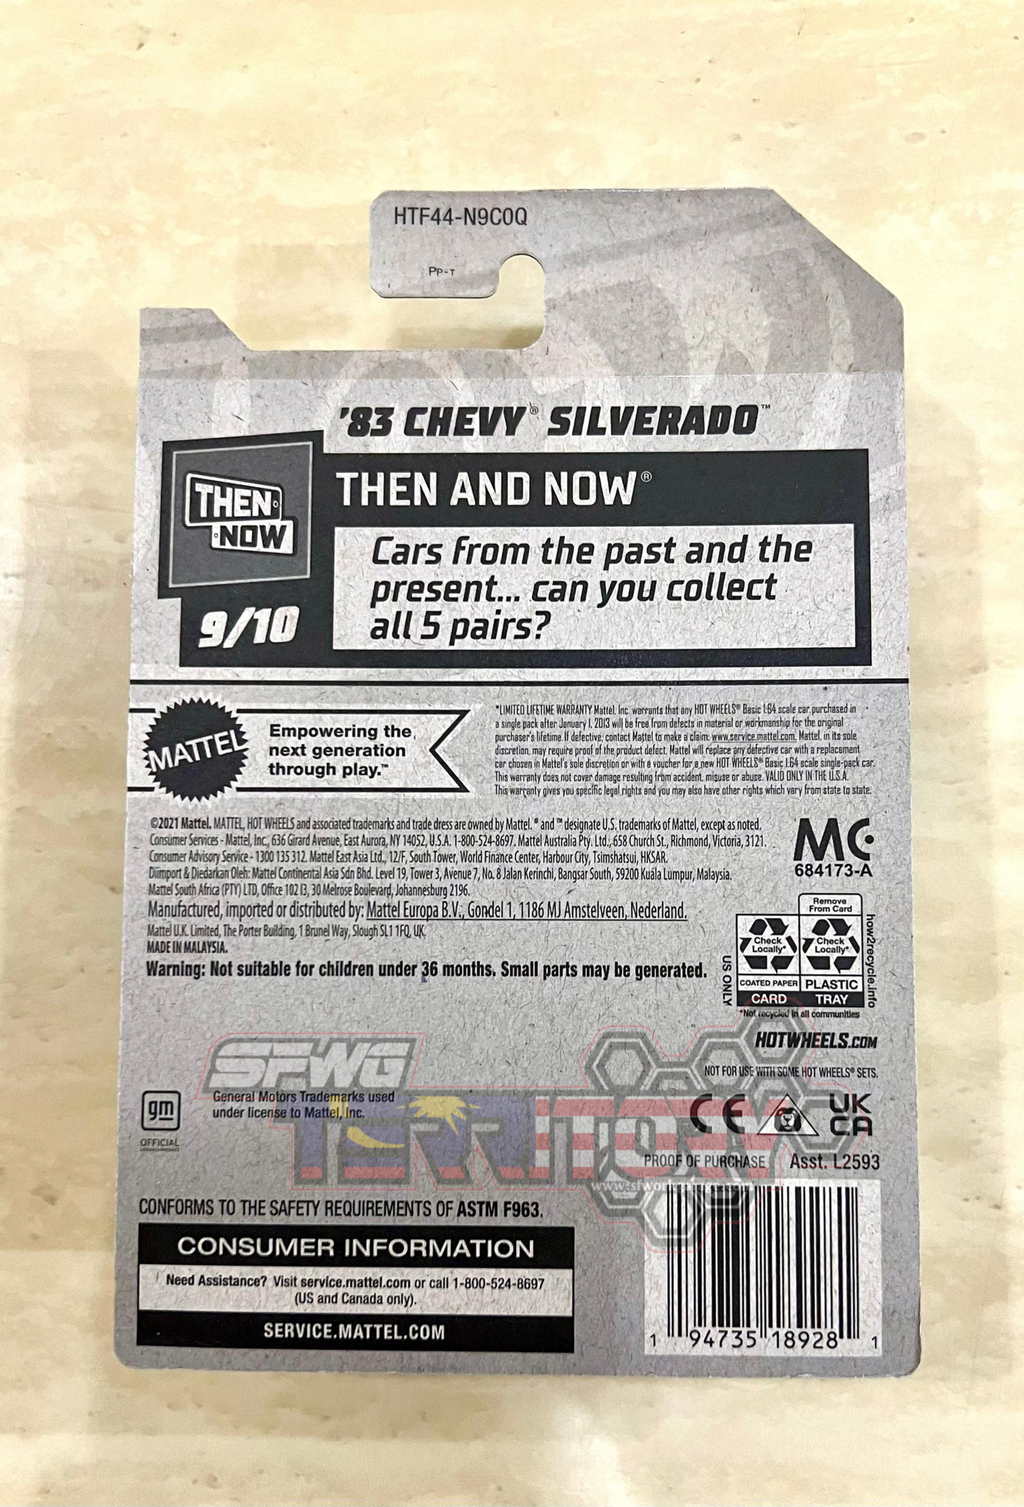 HTF44-N9C0Q
PP-T
'83 CHEVY® SILVERADO™
THEN AND NOW®
THEN
NOW
9/10
Cars from the past and the
present... can you collect
all 5 pairs?
MATTEL
Empowering the
next generation
through play.™
*LIMITED LIFETIME WARRANTY Mattel, Inc. warrants that any HOT WHEELS® Basic 1:64 scale car purchased in
a single pack after January 1, 2013 will be free from defects in material or workmanship for the original
purchaser's lifetime. If defective, contact Mattel to make a claim: www.service.mattel.com. Mattel, in its sole
discretion, may require proof of the product defect. Mattel will replace any defective car with a replacement
car chosen in Mattel's sole discretion or with a voucher for a new HOT WHEELS® Basic 1:64 scale single-pack car.
This warranty does not cover damage resulting from accident, misuse or abuse. VALID ONLY IN THE U.S.A.
This warranty gives you specific legal rights and you may also have other rights which vary from state to state.
©2021 Mattel. MATTEL, HOT WHEELS and associated trademarks and trade dress are owned by Mattel. ® and ™ designate U.S. trademarks of Mattel, except as noted.
Consumer Services - Mattel, Inc., 636 Girard Avenue, East Aurora, NY 14052, U.S.A. 1-800-524-8697. Mattel Australia Pty. Ltd., 658 Church St., Richmond, Victoria, 3121.
Consumer Advisory Service - 1300 135 312. Mattel East Asia Ltd., 12/F, South Tower, World Finance Center, Harbour City, Tsimshatsui, HKSAR.
Diimport & Diedarkan Oleh: Mattel Continental Asia Sdn Bhd. Level 19, Tower 3, Avenue 7, No. 8 Jalan Kerinchi, Bangsar South, 59200 Kuala Lumpur, Malaysia.
Mattel South Africa (PTY) LTD, Office 102 I3, 30 Melrose Boulevard, Johannesburg 2196.
Manufactured, imported or distributed by: Mattel Europa B.V., Gondel 1, 1186 MJ Amstelveen, Nederland.
Mattel U.K. Limited, The Porter Building, 1 Brunel Way, Slough SL1 1FQ, UK.
MADE IN MALAYSIA.
Warning: Not suitable for children under 36 months. Small parts may be generated.
MC
684173-A
Remove
From Card
Check
Locally*
Check
Locally*
COATED PAPER
PLASTIC
CARD
TRAY
US ONLY
how2recycle.info
*Not recycled in all communities
HOTWHEELS.COM
NOT FOR USE WITH SOME HOT WHEELS® SETS.
SFWG
TERRITORY
gm
OFFICIAL
General Motors Trademarks used
under license to Mattel, Inc.
CE
UK
CA
PROOF OF PURCHASE
Asst. L2593
CONFORMS TO THE SAFETY REQUIREMENTS OF ASTM F963.
CONSUMER INFORMATION
Need Assistance? Visit service.mattel.com or call 1-800-524-8697
(US and Canada only).
SERVICE.MATTEL.COM
1 94735 18928 1